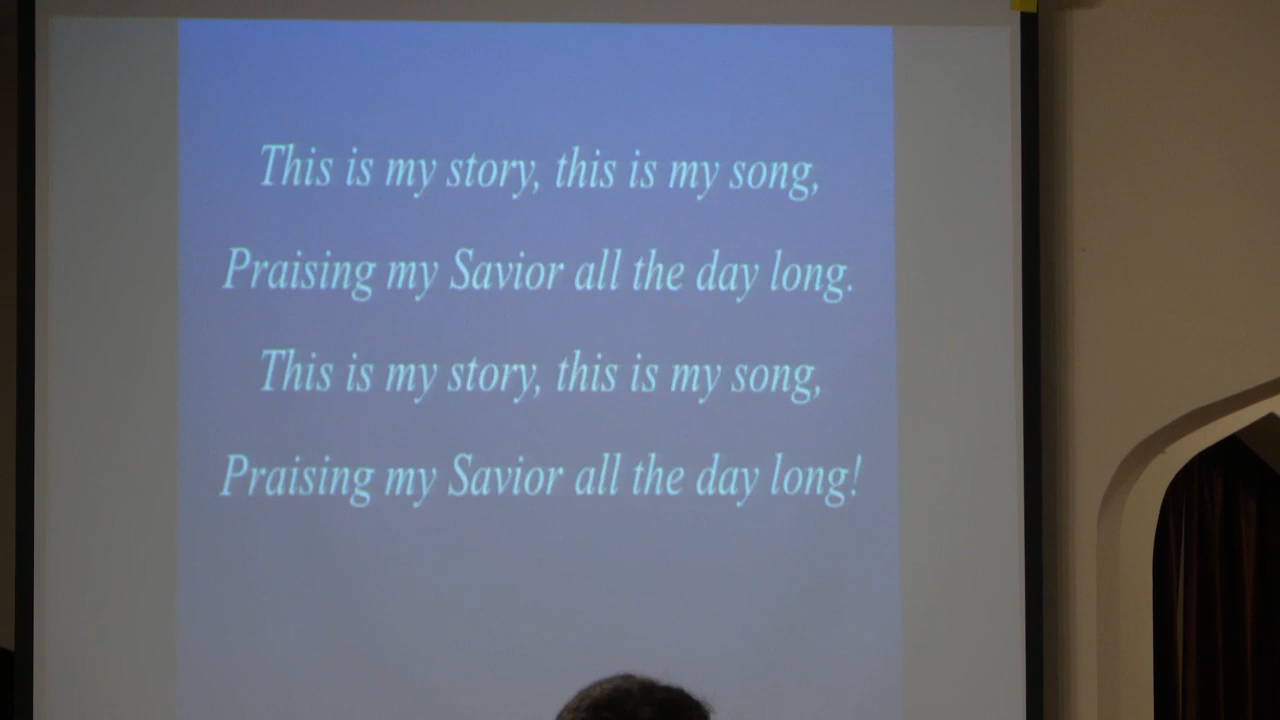 This is my story, this is my song,
Praising my Savior all the day long.
This is my story, this is my song,
Praising my Savior all the day long!